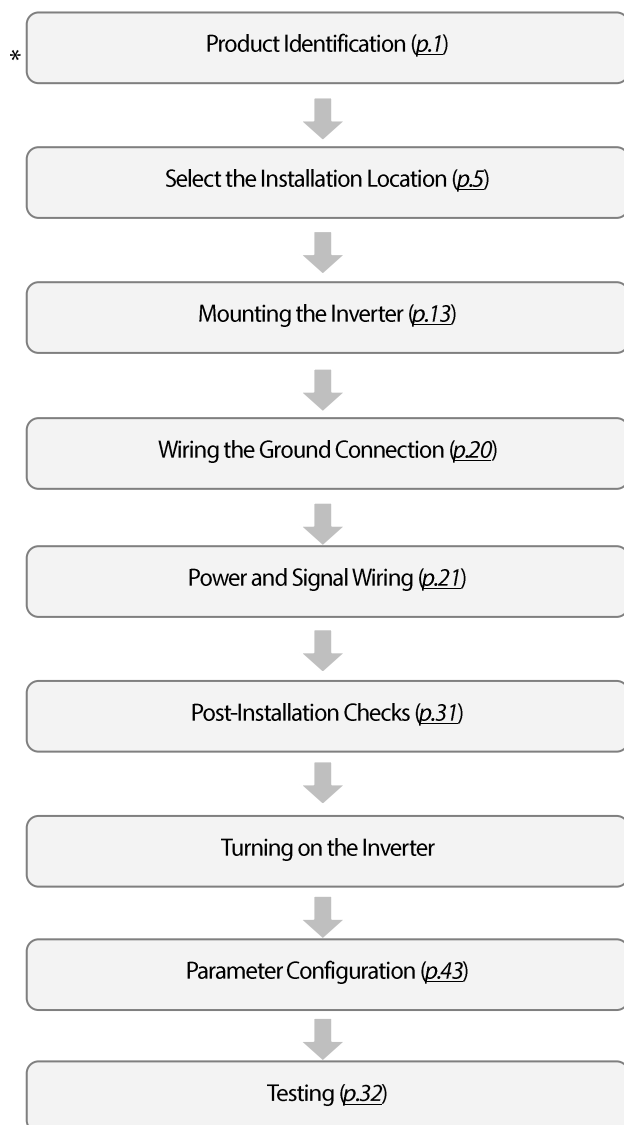 Product Identification (p.1)
*
Select the Installation Location (p.5)
Mounting the Inverter (p.13)
Wiring the Ground Connection (p.20)
Power and Signal Wiring (p.21)
Post-Installation Checks (p.31)
Turning on the Inverter
Parameter Configuration (p.43)
Testing (p.32)